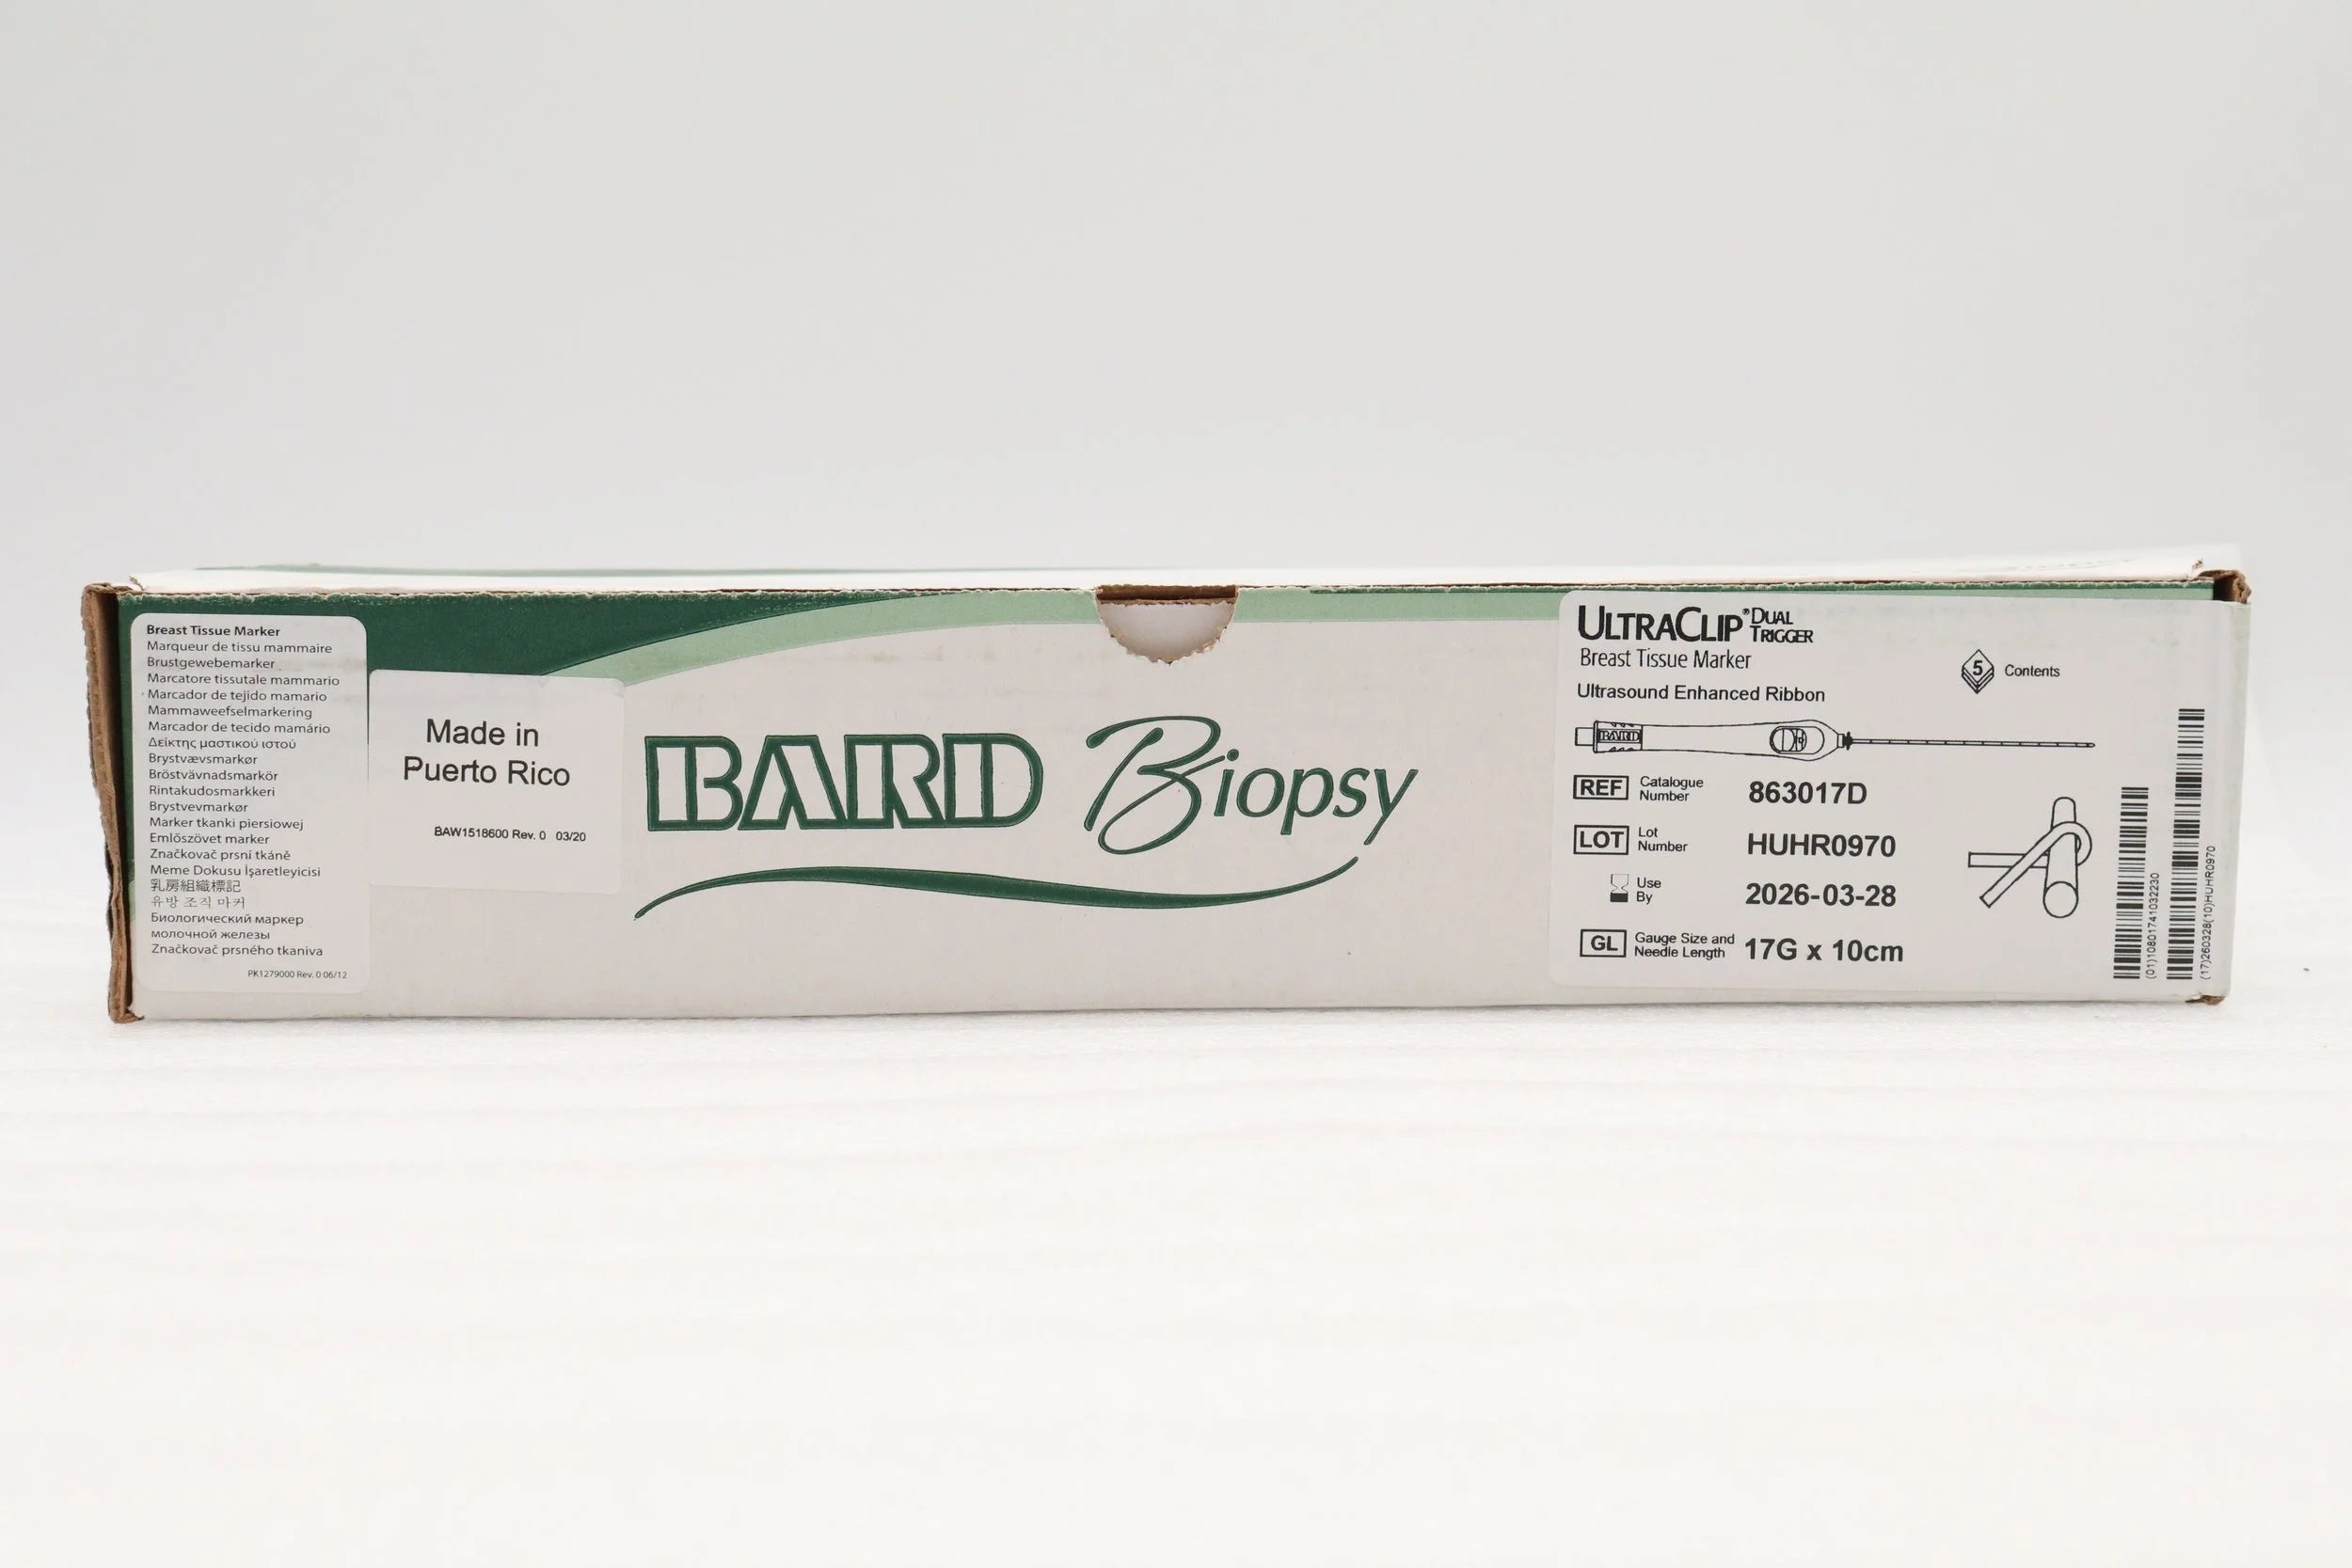 Breast Tissue Marker
Marqueur de tissu mammaire
Brustgewebemarker
Marcatore tissutale mammario
Marcador de tejido mamario
Mammaweefselmarkering
Marcador de tecido mamário
Δείκτης μαστικού ιστού
Brystvævsmarkør
Bröstvävnadsmarkör
Rintakudosmarkkeri
Brystvevmarkør
Marker tkanki piersiowej
Emlőszövet marker
Značkovač prsní tkáně
Meme Dokusu İşaretleyicisi
乳房組織標記
유방 조직 마커
Биологический маркер
молочной железы
Značkovač prsného tkaniva
PK1279000 Rev. 0 06/12
Made in
Puerto Rico
BAW1518600 Rev. 0 03/20
BARD Biopsy
ULTRACLIP® DUAL TRIGGER
Breast Tissue Marker
Ultrasound Enhanced Ribbon
5 Contents
BARD
REF Catalogue Number 863017D
LOT Lot Number HUHR0970
Use By 2026-03-28
GL Gauge Size and Needle Length 17G x 10cm
(01)10801741032230
(17)260328(10)HUHR0970